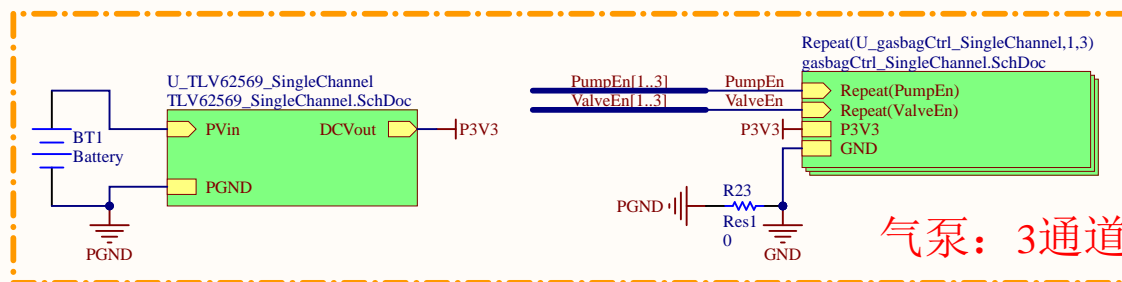 U_TLV62569_SingleChannel
TLV62569_SingleChannel.SchDoc
PVin
DCVout
P3V3
PGND
BT1
Battery
PGND
Repeat(U_gasbagCtrl_SingleChannel,1,3)
gasbagCtrl_SingleChannel.SchDoc
PumpEn[1..3]
PumpEn
Repeat(PumpEn)
ValveEn[1..3]
ValveEn
Repeat(ValveEn)
P3V3
P3V3
GND
PGND
R23
Res1
0
GND
气泵：3通道